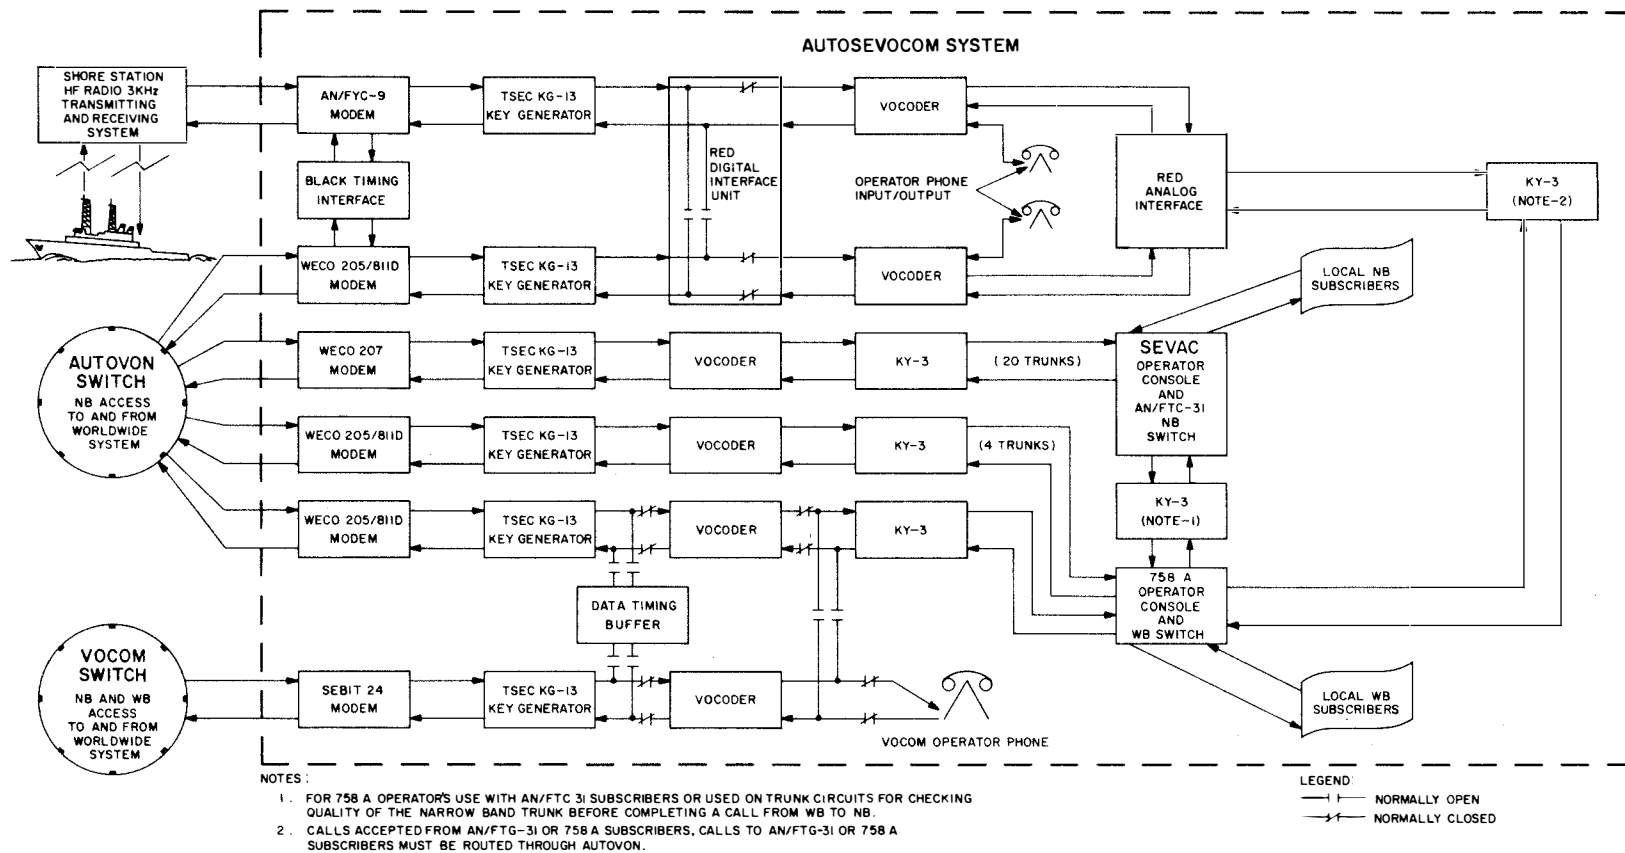 AUTOSEVOCOM SYSTEM
SHORE STATION
HF RADIO 3KHz
TRANSMITTING
AND RECEIVING
SYSTEM
AN/FYC-9
MODEM
TSEC KG-13
KEY GENERATOR
VOCODER
BLACK TIMING
INTERFACE
RED
DIGITAL
INTERFACE
UNIT
OPERATOR PHONE
INPUT/OUTPUT
RED
ANALOG
INTERFACE
KY-3
(NOTE-2)
WECO 205/811D
MODEM
TSEC KG-13
KEY GENERATOR
VOCODER
LOCAL NB
SUBSCRIBERS
AUTOVON
SWITCH
NB ACCESS
TO AND FROM
WORLDWIDE
SYSTEM
WECO 207
MODEM
TSEC KG-13
KEY GENERATOR
VOCODER
KY-3
(20 TRUNKS)
SEVAC
OPERATOR
CONSOLE
AND
AN/FTC-31
NB
SWITCH
WECO 205/811D
MODEM
TSEC KG-13
KEY GENERATOR
VOCODER
KY-3
(4 TRUNKS)
WECO 205/811D
MODEM
TSEC KG-13
KEY GENERATOR
VOCODER
KY-3
KY-3
(NOTE-1)
DATA TIMING
BUFFER
758 A
OPERATOR
CONSOLE
AND
WB SWITCH
VOCOM
SWITCH
NB AND WB
ACCESS
TO AND FROM
WORLDWIDE
SYSTEM
SEBIT 24
MODEM
TSEC KG-13
KEY GENERATOR
VOCODER
VOCOM OPERATOR PHONE
LOCAL WB
SUBSCRIBERS
NOTES:
1. FOR 758 A OPERATOR'S USE WITH AN/FTC 31 SUBSCRIBERS OR USED ON TRUNK CIRCUITS FOR CHECKING
QUALITY OF THE NARROW BAND TRUNK BEFORE COMPLETING A CALL FROM WB TO NB.
2. CALLS ACCEPTED FROM AN/FTG-31 OR 758 A SUBSCRIBERS, CALLS TO AN/FTG-31 OR 758 A
SUBSCRIBERS MUST BE ROUTED THROUGH AUTOVON.
LEGEND:
NORMALLY OPEN
NORMALLY CLOSED